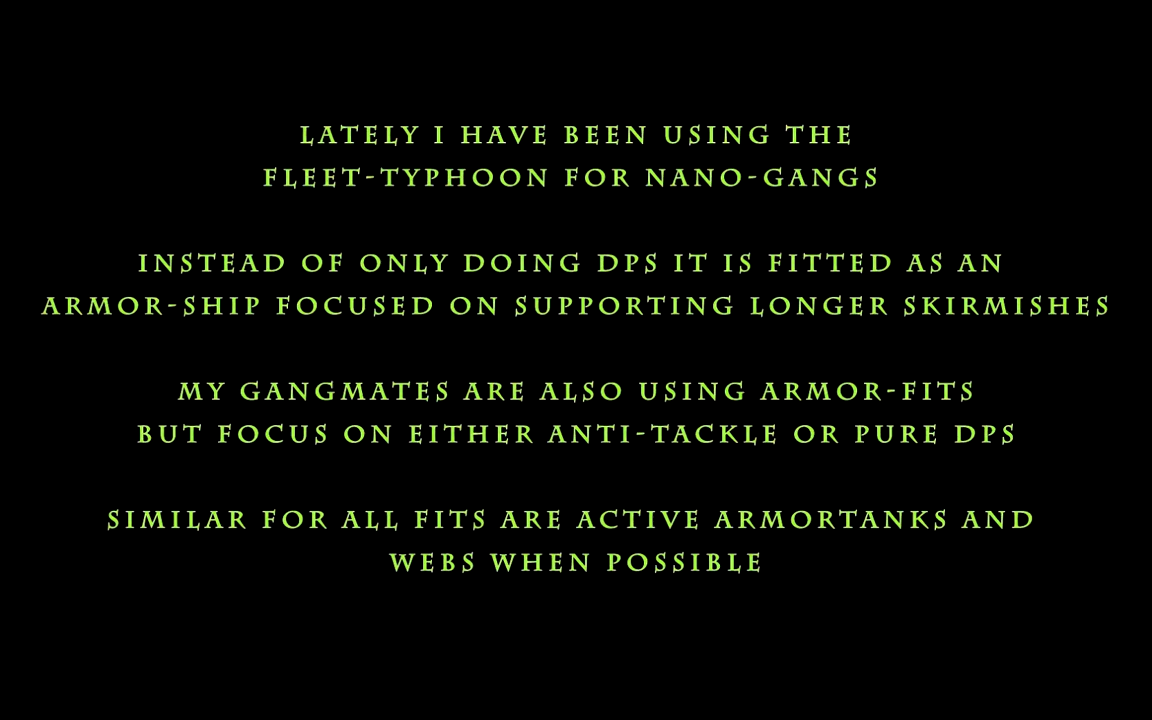 LATELY I HAVE BEEN USING THE
FLEET-TYPHOON FOR NANO-GANGS
INSTEAD OF ONLY DOING DPS IT IS FITTED AS AN
ARMOR-SHIP FOCUSED ON SUPPORTING LONGER SKIRMISHES
MY GANGMATES ARE ALSO USING ARMOR-FITS
BUT FOCUS ON EITHER ANTI-TACKLE OR PURE DPS
SIMILAR FOR ALL FITS ARE ACTIVE ARMORTANKS AND
WEBS WHEN POSSIBLE